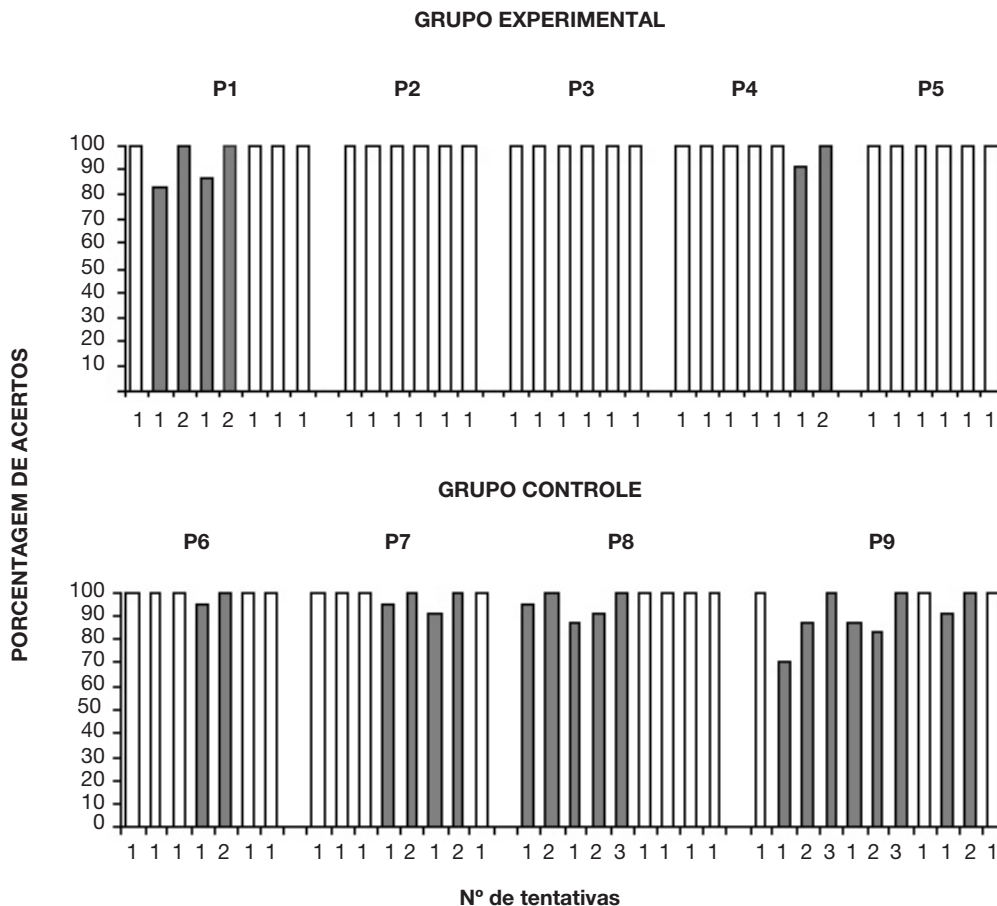 GRUPO EXPERIMENTAL
P1 P2 P3 P4 P5
100
90
80
70
60
50
40
30
20
10
1 1 2 1 2 1 1 1 1 1 1 1 1 1 1 1 1 1 1 1 1 1 1 1 1 1 2 1 1 1 1 1 1
PORCENTAGEM DE ACERTOS
GRUPO CONTROLE
P6 P7 P8 P9
100
90
80
70
60
50
40
30
20
10
0
1 1 1 1 2 1 1 1 1 1 1 2 1 2 1 1 2 1 2 3 1 1 1 1 1 1 2 3 1 2 3 1 1 2 1
Nº de tentativas